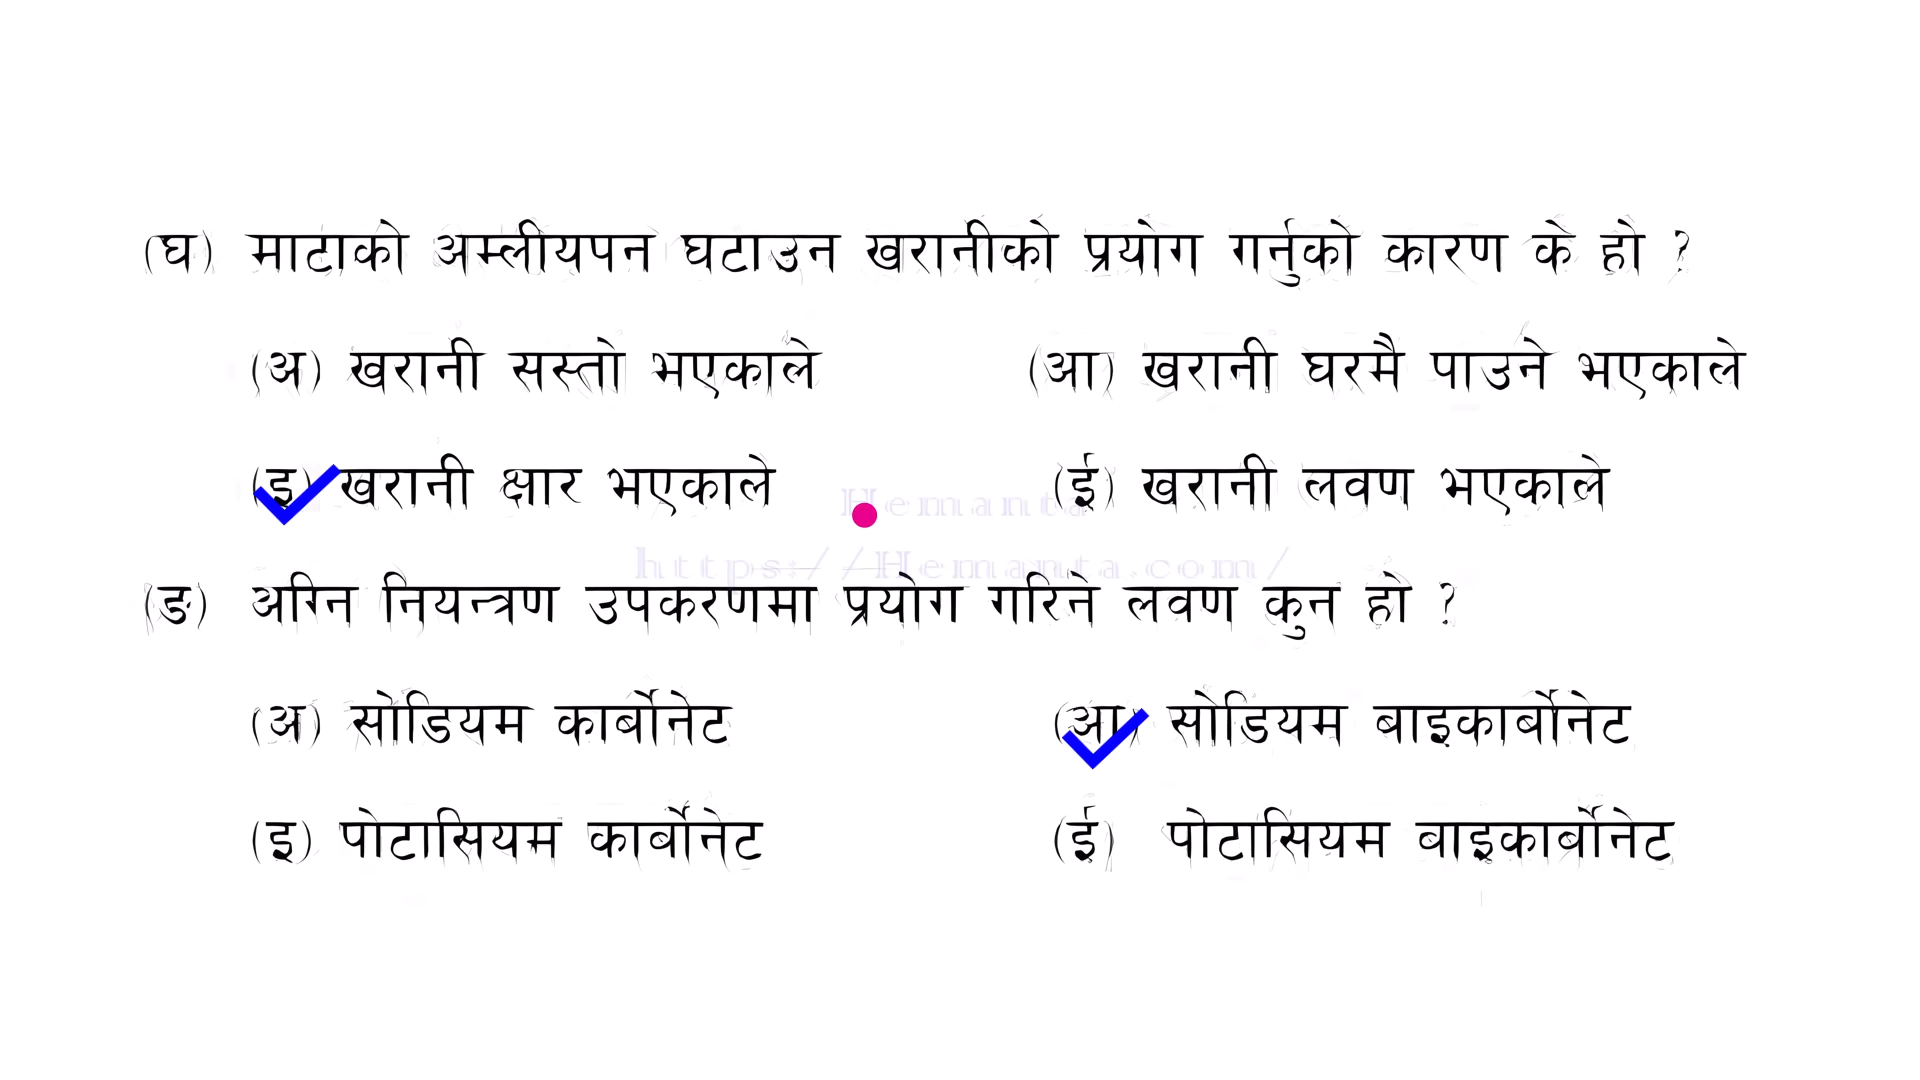 (घ) माटाको अम्लीयपन घटाउन खरानीको प्रयोग गर्नुको कारण के हो ?
(अ) खरानी सस्तो भएकाले (आ) खरानी घरमै पाउने भएकाले
(इ) खरानी क्षार भएकाले (ई) खरानी लवण भएकाले
Hemanta
https://Hemanta.com/
(ङ) अग्नि नियन्त्रण उपकरणमा प्रयोग गरिने लवण कुन हो ?
(अ) सोडियम कार्बोनेट (आ) सोडियम बाइकार्बोनेट
(इ) पोटासियम कार्बोनेट (ई) पोटासियम बाइकार्बोनेट